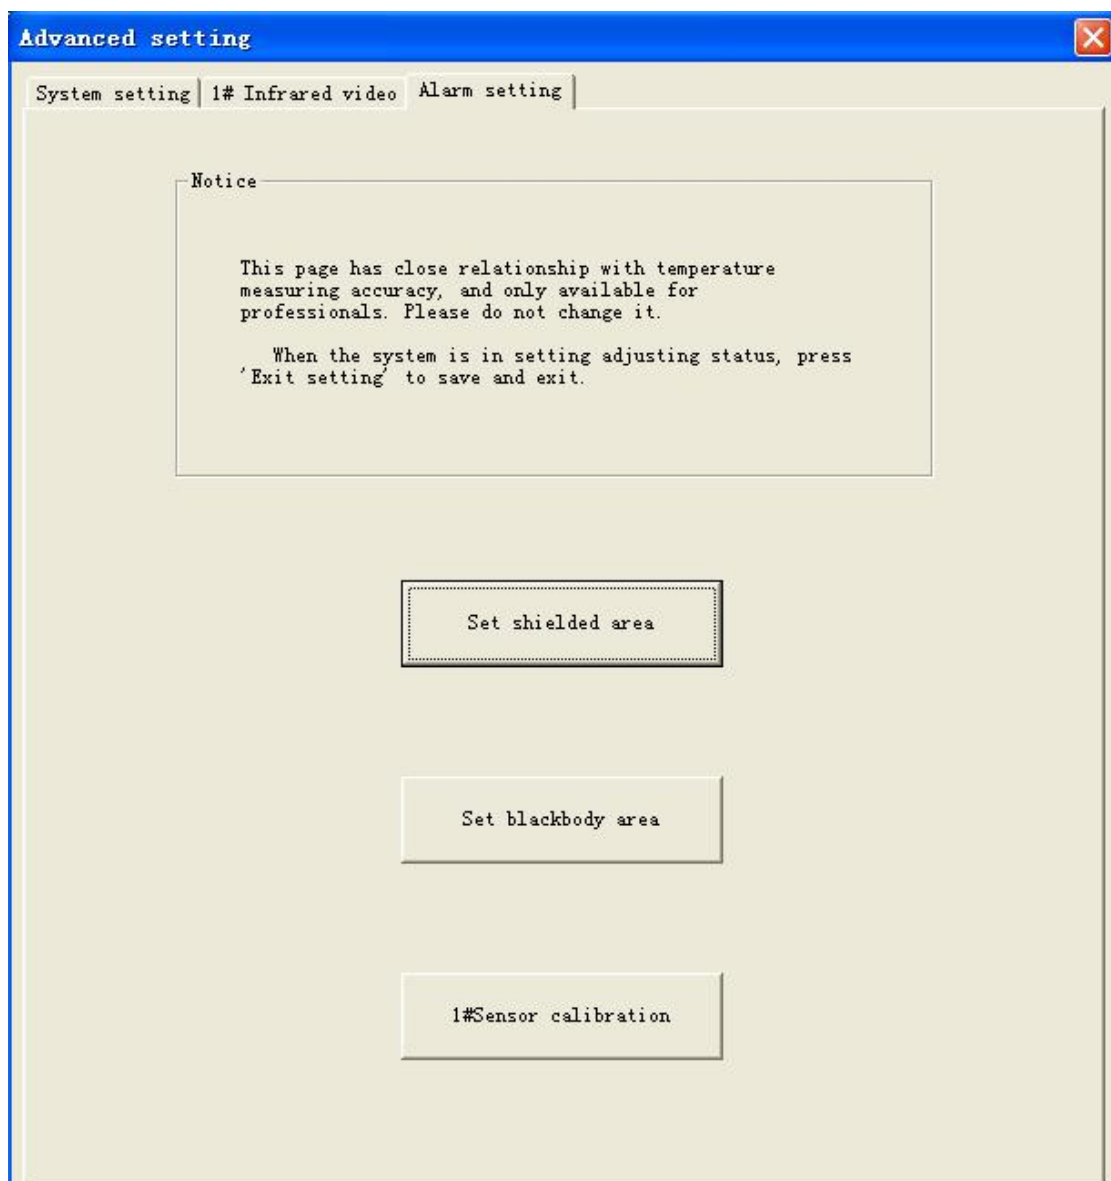 Advanced setting
System setting 1# Infrared video Alarm setting
Notice
This page has close relationship with temperature
measuring accuracy, and only available for
professionals. Please do not change it.
When the system is in setting adjusting status, press
'Exit setting' to save and exit.
Set shielded area
Set blackbody area
1#Sensor calibration